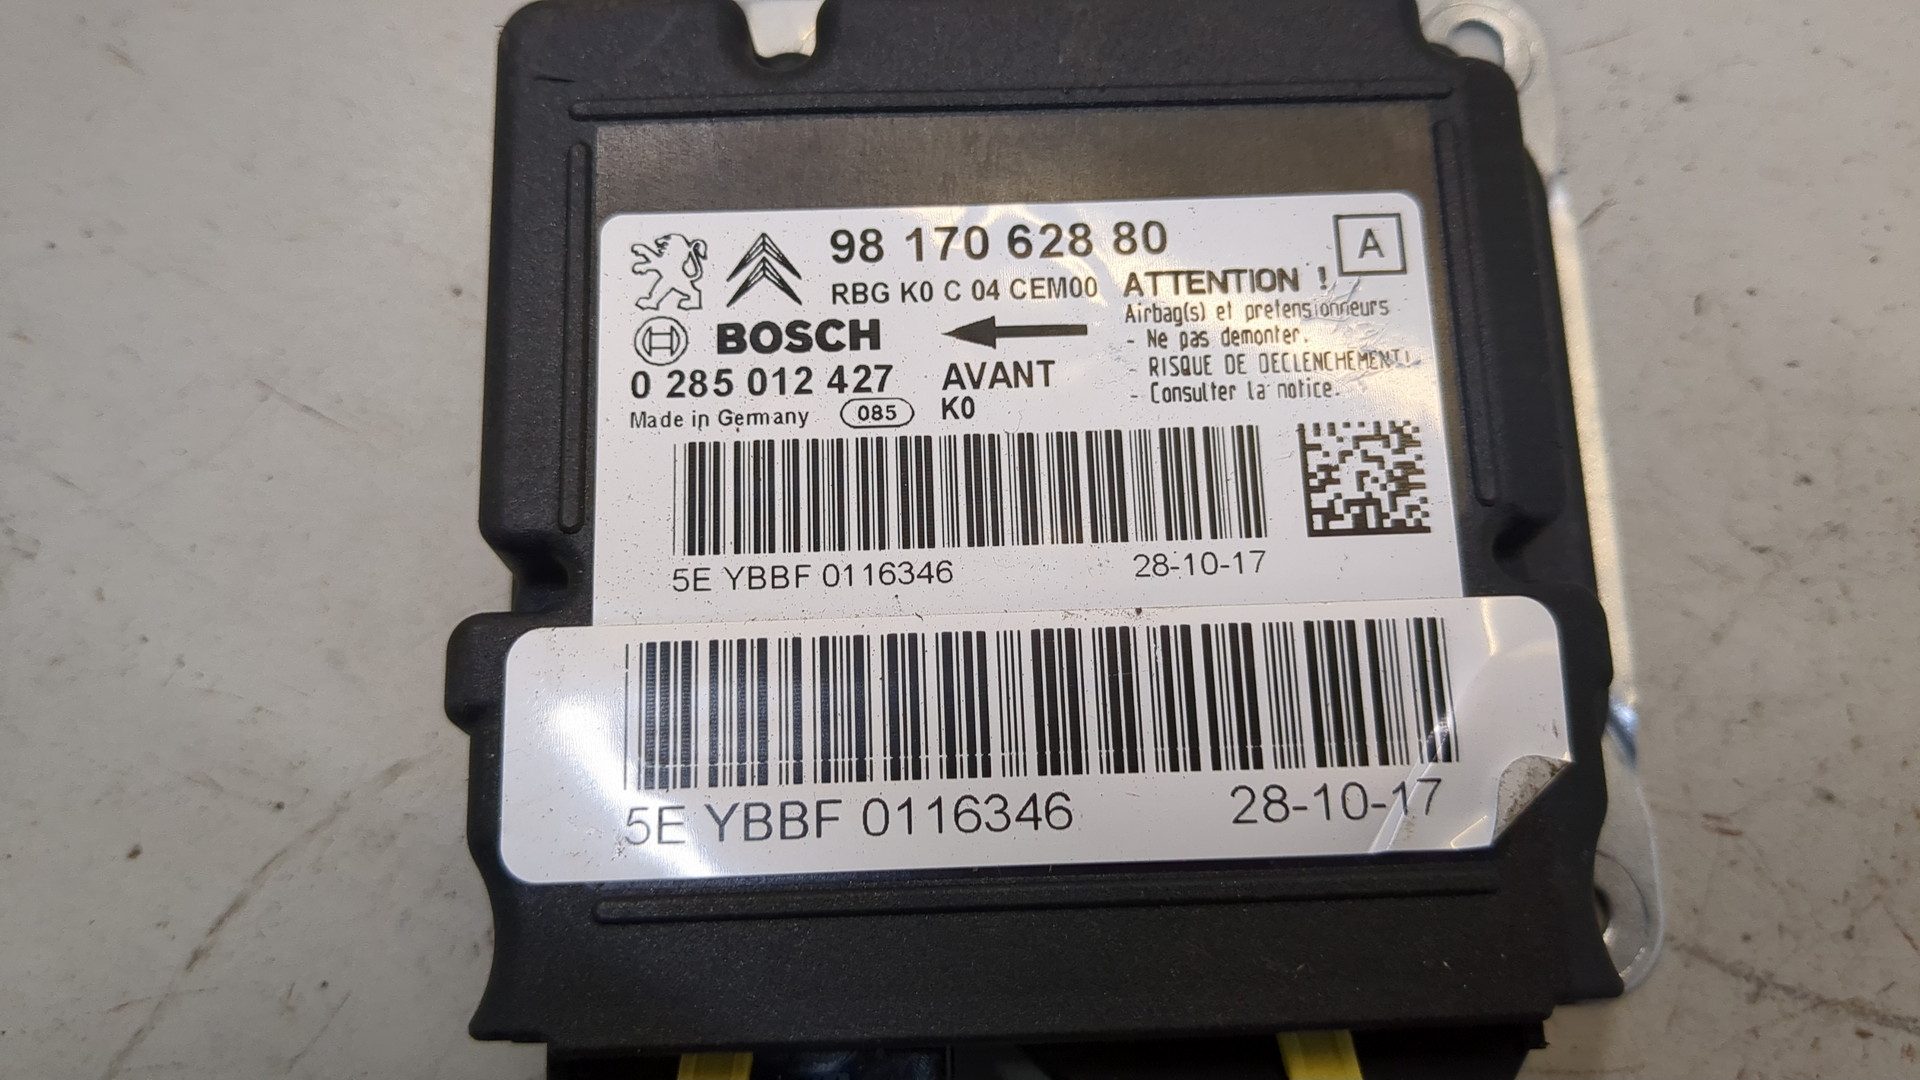 98 170 628 80
A
RBG K0 C 04 CEM00
ATTENTION !
Airbag(s) et pretensionneurs
- Ne pas demonter.
- RISQUE DE DECLENCHEMENT!
- Consulter la notice.
BOSCH
0 285 012 427
AVANT
Made in Germany
085
K0
5E YBBF 0116346
28-10-17
5E YBBF 0116346
28-10-17